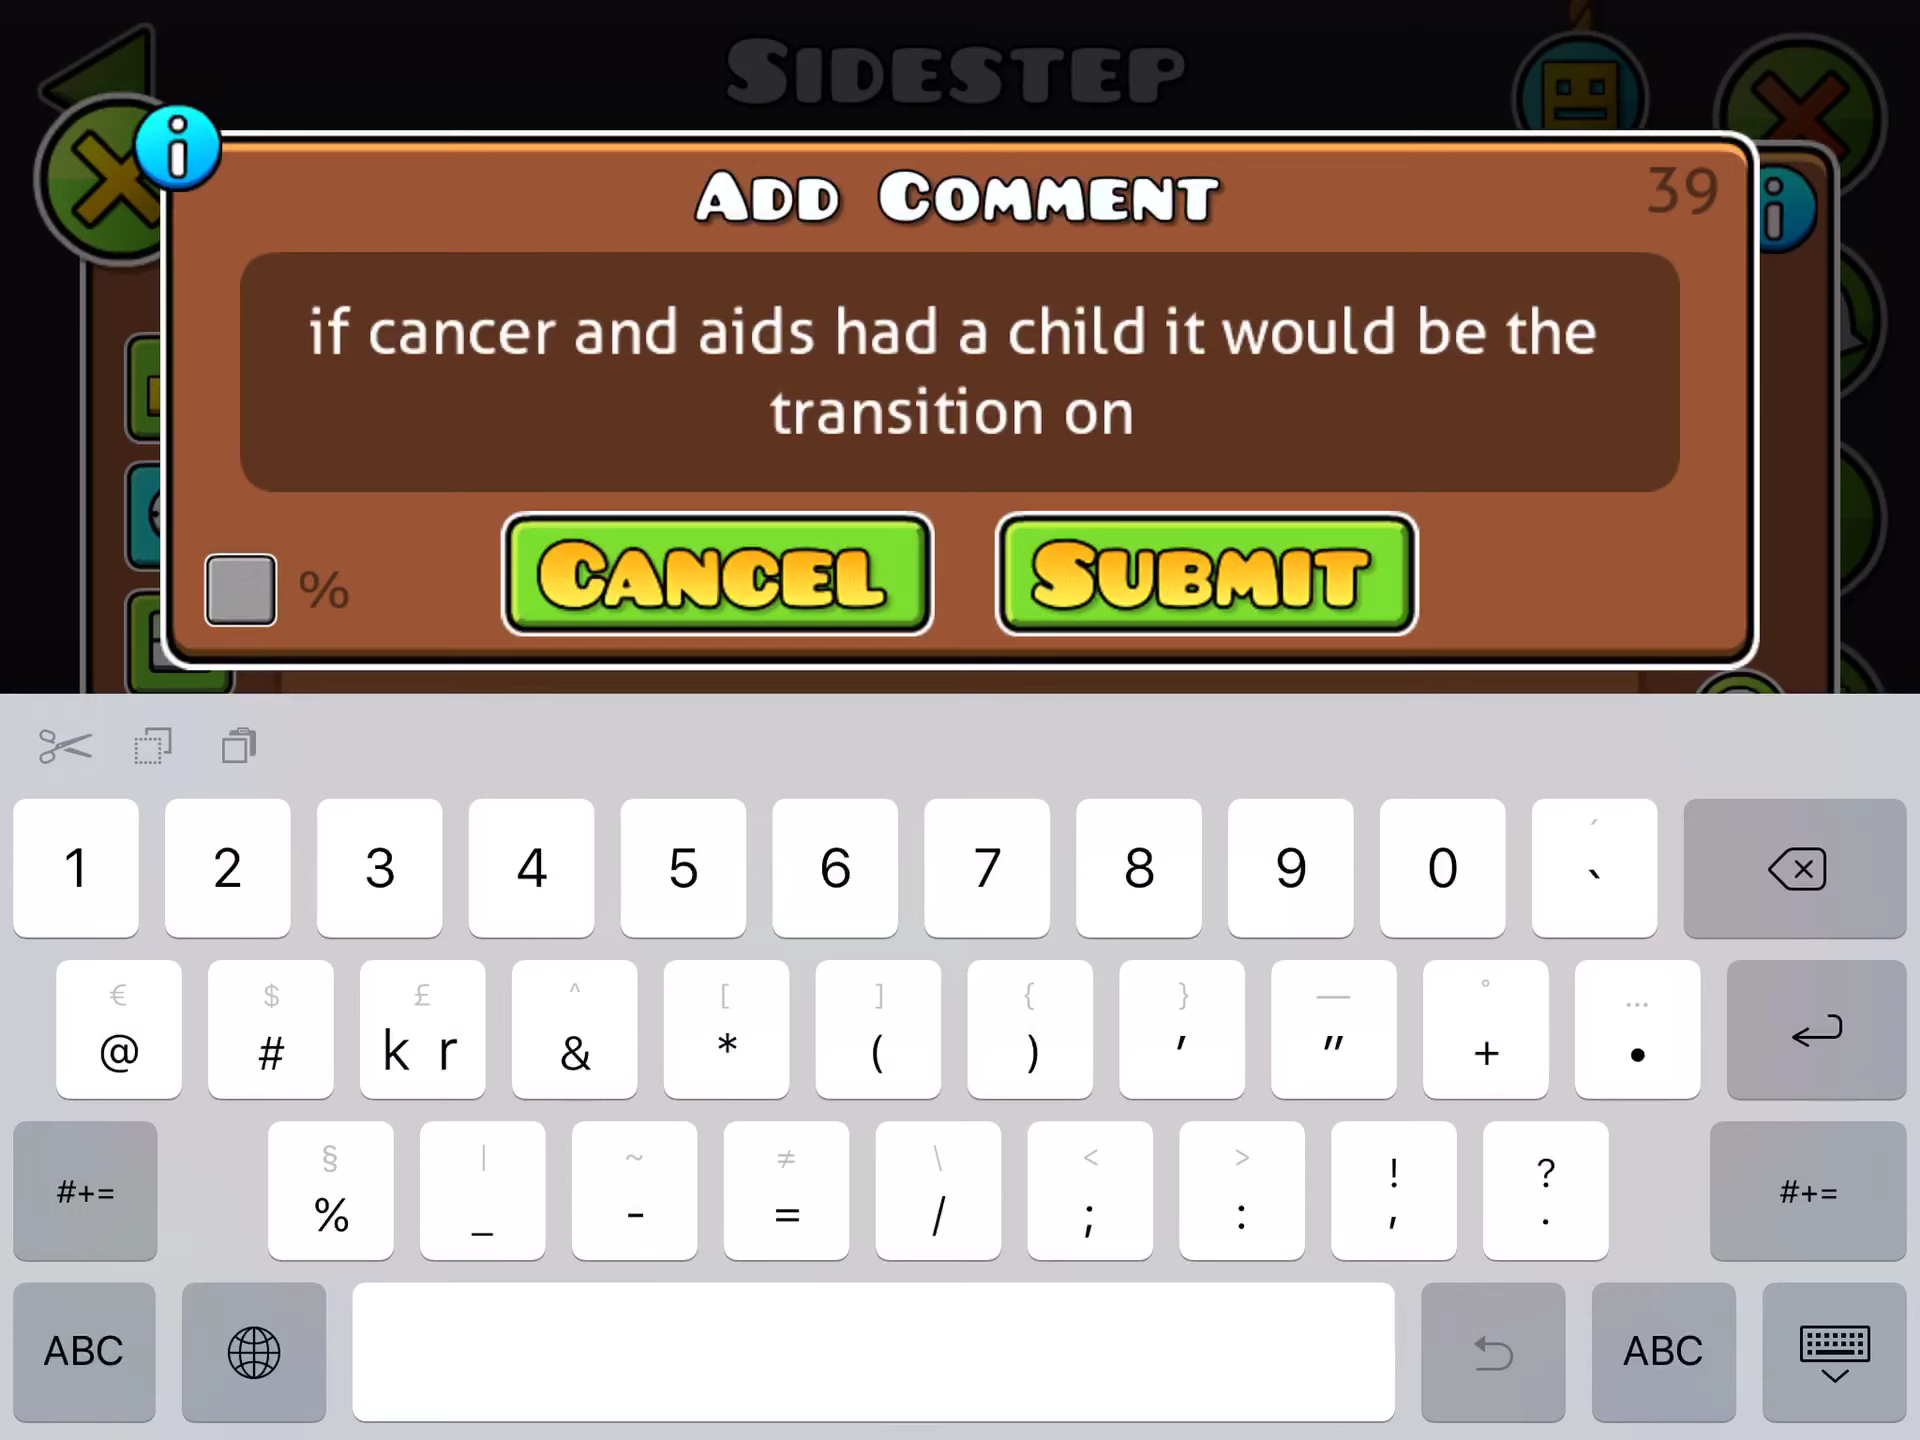 SIDESTEP
ADD COMMENT
39
if cancer and aids had a child it would be the
transition on
%
CANCEL
SUBMIT
1 2 3 4 5 6 7 8 9 0 ´ `
€ $ £ ^ [ ] { } — ° …
@ # k r & * ( ) ' " + •
§ | ~ ≠ \ < > ! ?
#+= % _ - = / ; : , . #+=
ABC ABC